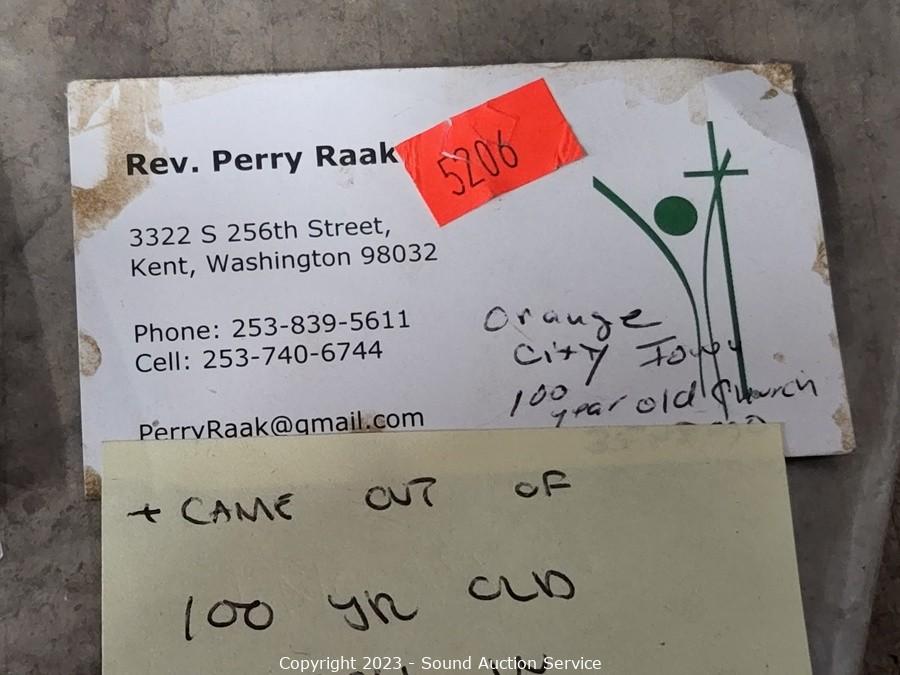 Rev. Perry Raak
5206
3322 S 256th Street,
Kent, Washington 98032
Phone: 253-839-5611
Cell: 253-740-6744
PerryRaak@gmail.com
Orange
City Iowa
100
year old Church
+ CAME OUT OF
100 YR OLD
IN
Copyright 2023 - Sound Auction Service